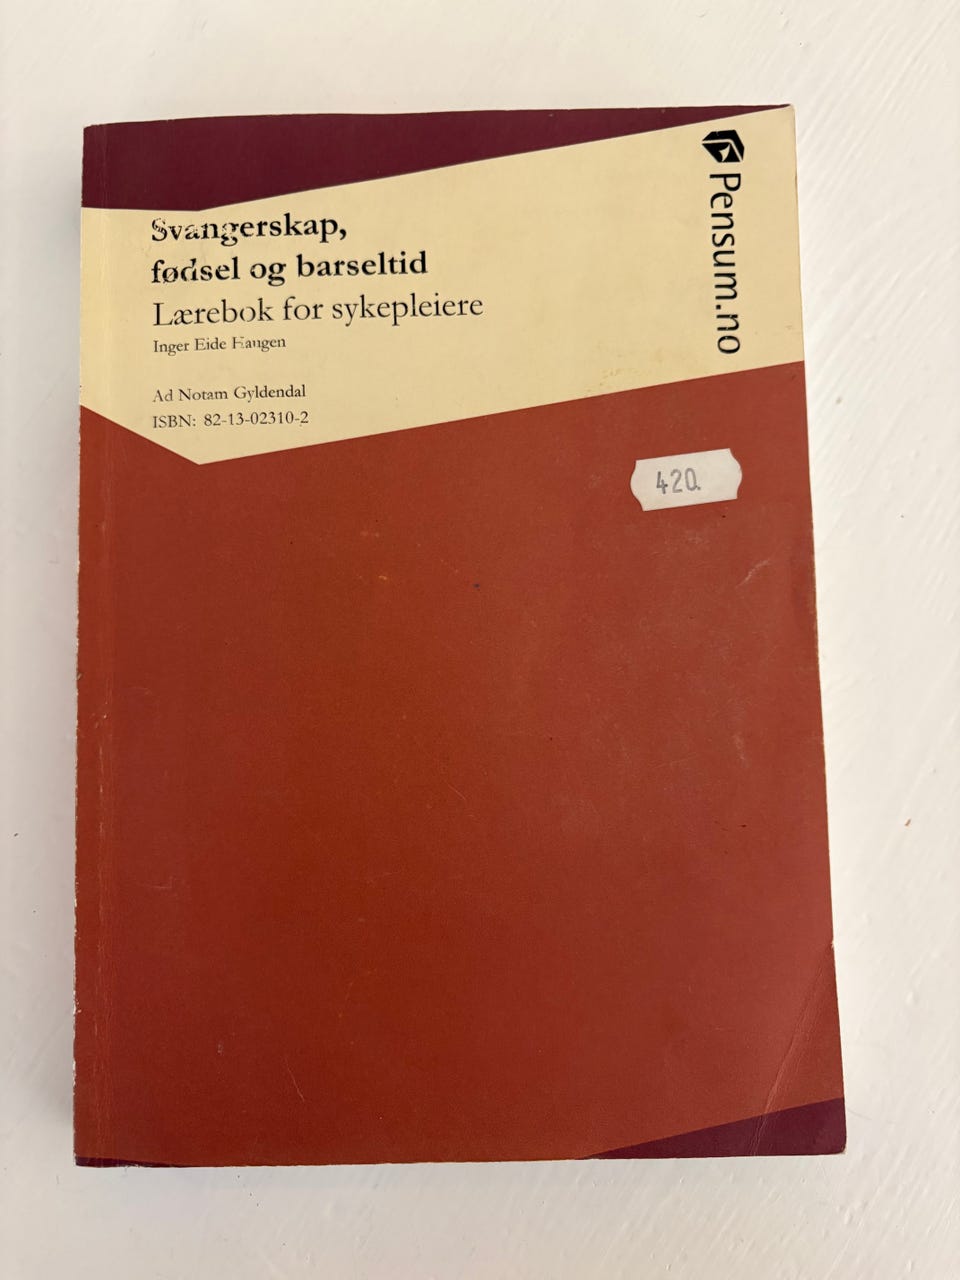 Svangerskap,
fødsel og barseltid
Lærebok for sykepleiere
Inger Eide Haugen
Ad Notam Gyldendal
ISBN: 82-13-02310-2
Pensum.no
420.